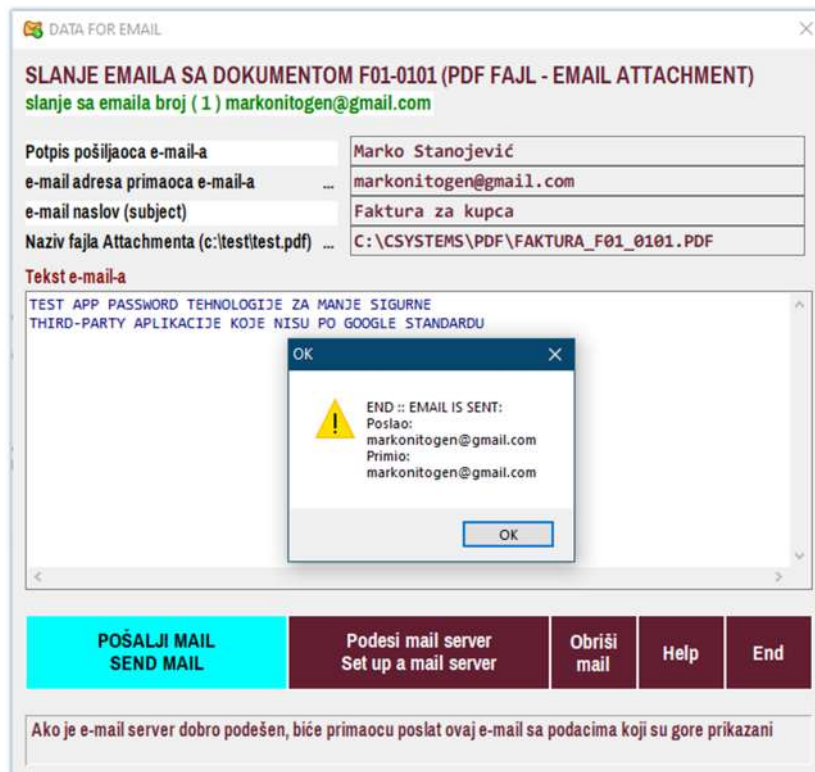 DATA FOR EMAIL
SLANJE EMAILA SA DOKUMENTOM F01-0101 (PDF FAJL - EMAIL ATTACHMENT)
slanje sa emaila broj ( 1 ) markonitogen@gmail.com
Potpis pošiljaoca e-mail-a Marko Stanojević
e-mail adresa primaoca e-mail-a ... markonitogen@gmail.com
e-mail naslov (subject) Faktura za kupca
Naziv fajla Attachmenta (c:\test\test.pdf) ... C:\CSYSTEMS\PDF\FAKTURA_F01_0101.PDF
Tekst e-mail-a
TEST APP PASSWORD TEHNOLOGIJE ZA MANJE SIGURNE
THIRD-PARTY APLIKACIJE KOJE NISU PO GOOGLE STANDARDU
OK
END :: EMAIL IS SENT:
Poslao:
markonitogen@gmail.com
Primio:
markonitogen@gmail.com
OK
POŠALJI MAIL
SEND MAIL
Podesi mail server
Set up a mail server
Obriši
mail
Help
End
Ako je e-mail server dobro podešen, biće primaocu poslat ovaj e-mail sa podacima koji su gore prikazani